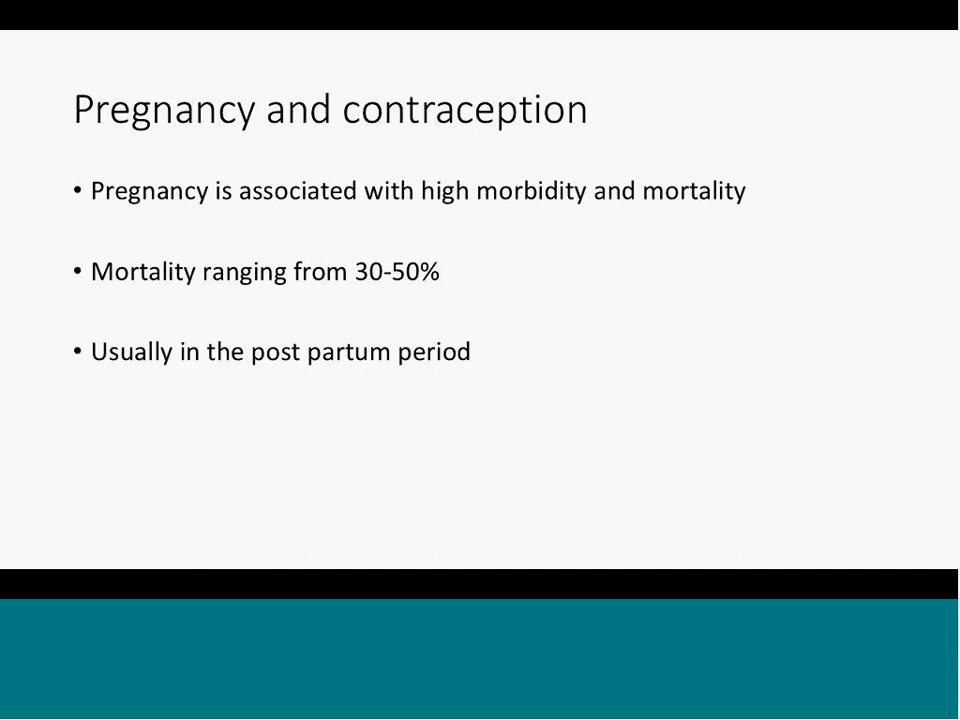 Pregnancy and contraception
• Pregnancy is associated with high morbidity and mortality
• Mortality ranging from 30-50%
• Usually in the post partum period